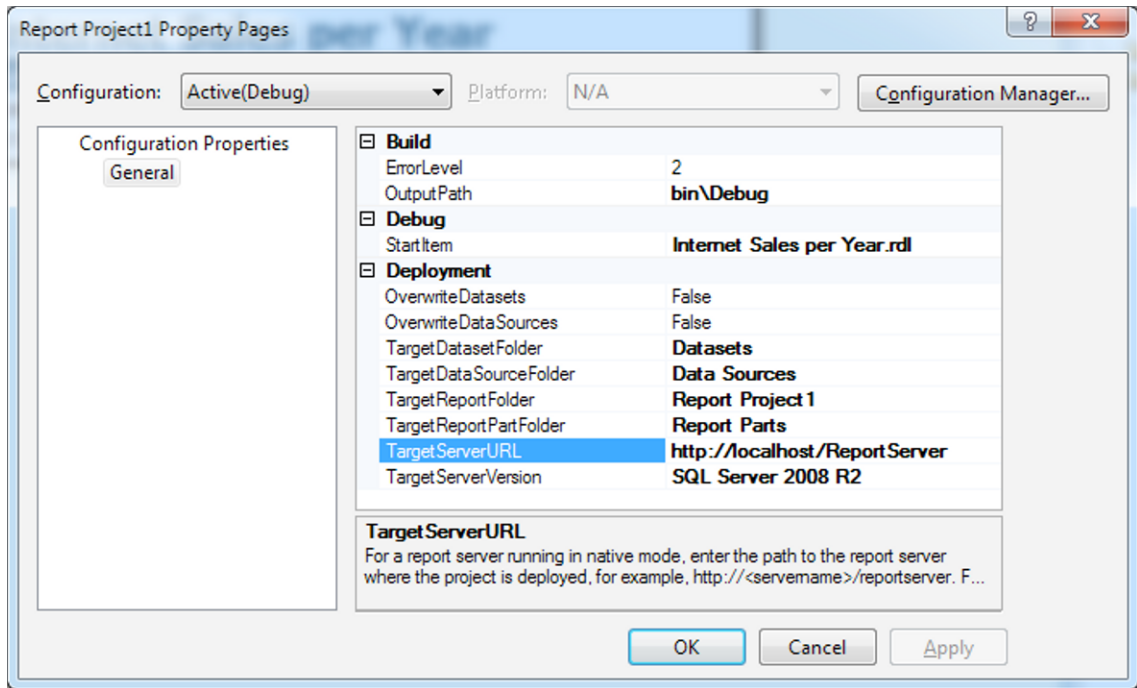 Report Project1 Property Pages
Configuration: Active(Debug) Platform: N/A Configuration Manager...
Configuration Properties
General
Build
ErrorLevel 2
OutputPath bin\Debug
Debug
StartItem Internet Sales per Year.rdl
Deployment
OverwriteDatasets False
OverwriteDataSources False
TargetDatasetFolder Datasets
TargetDataSourceFolder Data Sources
TargetReportFolder Report Project1
TargetReportPartFolder Report Parts
TargetServerURL http://localhost/ReportServer
TargetServerVersion SQL Server 2008 R2
TargetServerURL
For a report server running in native mode, enter the path to the report server
where the project is deployed, for example, http://<servername>/reportserver. F...
OK Cancel Apply